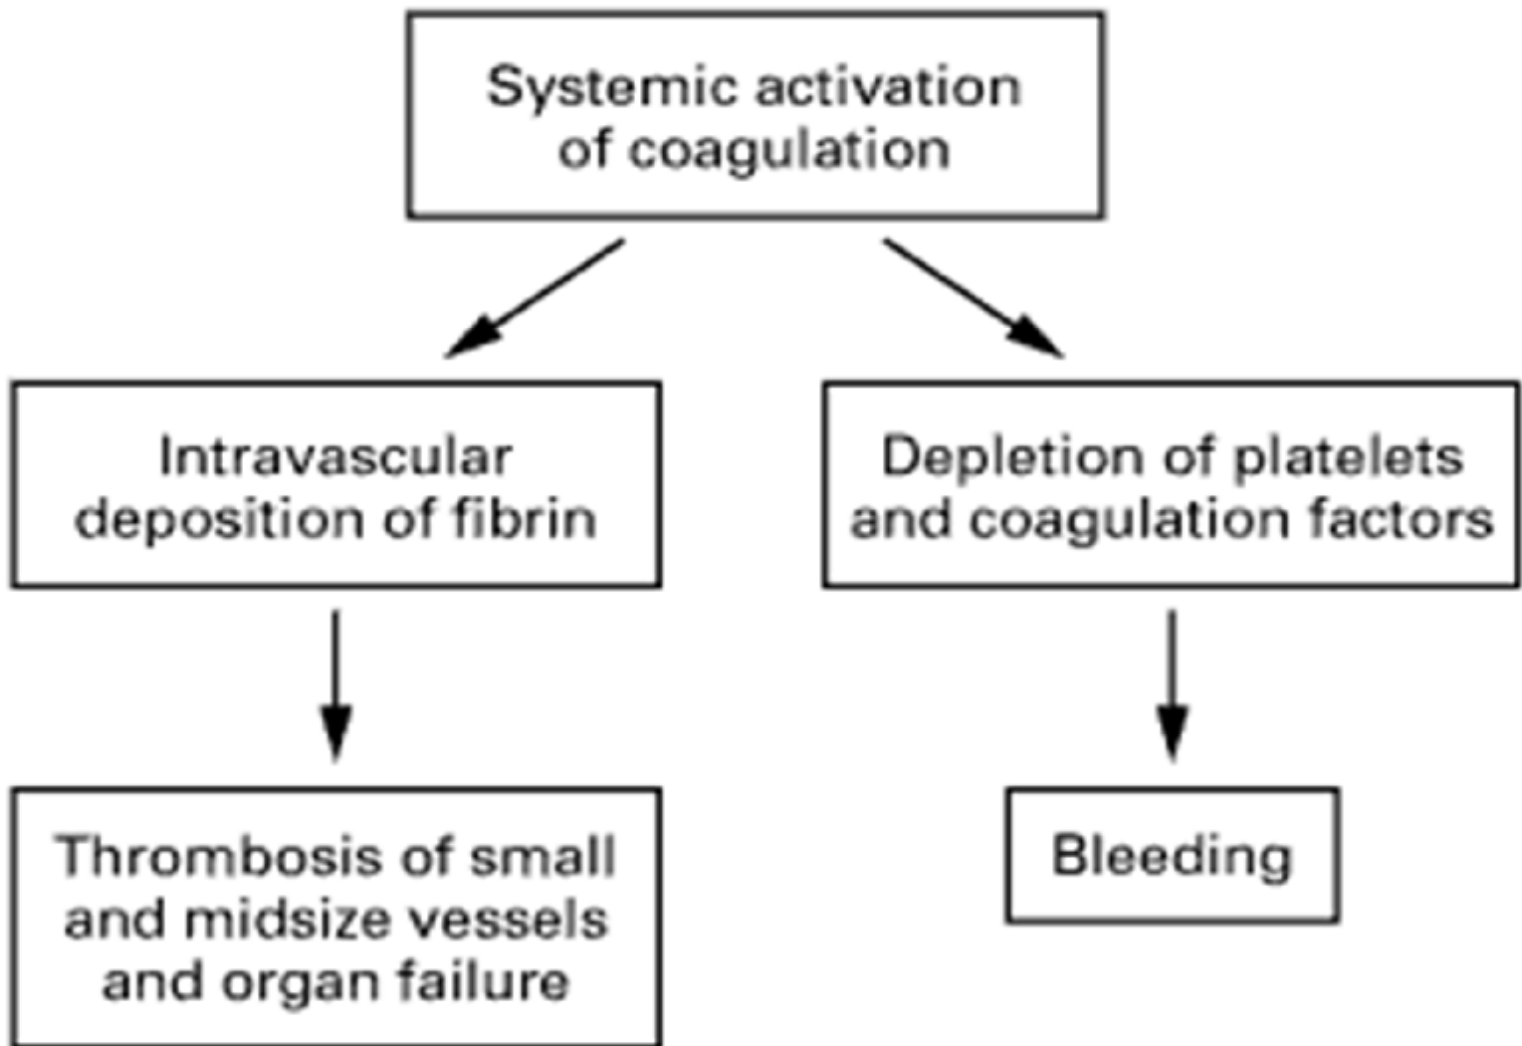 Systemic activation
of coagulation
Intravascular
deposition of fibrin
Depletion of platelets
and coagulation factors
Thrombosis of small
and midsize vessels
and organ failure
Bleeding